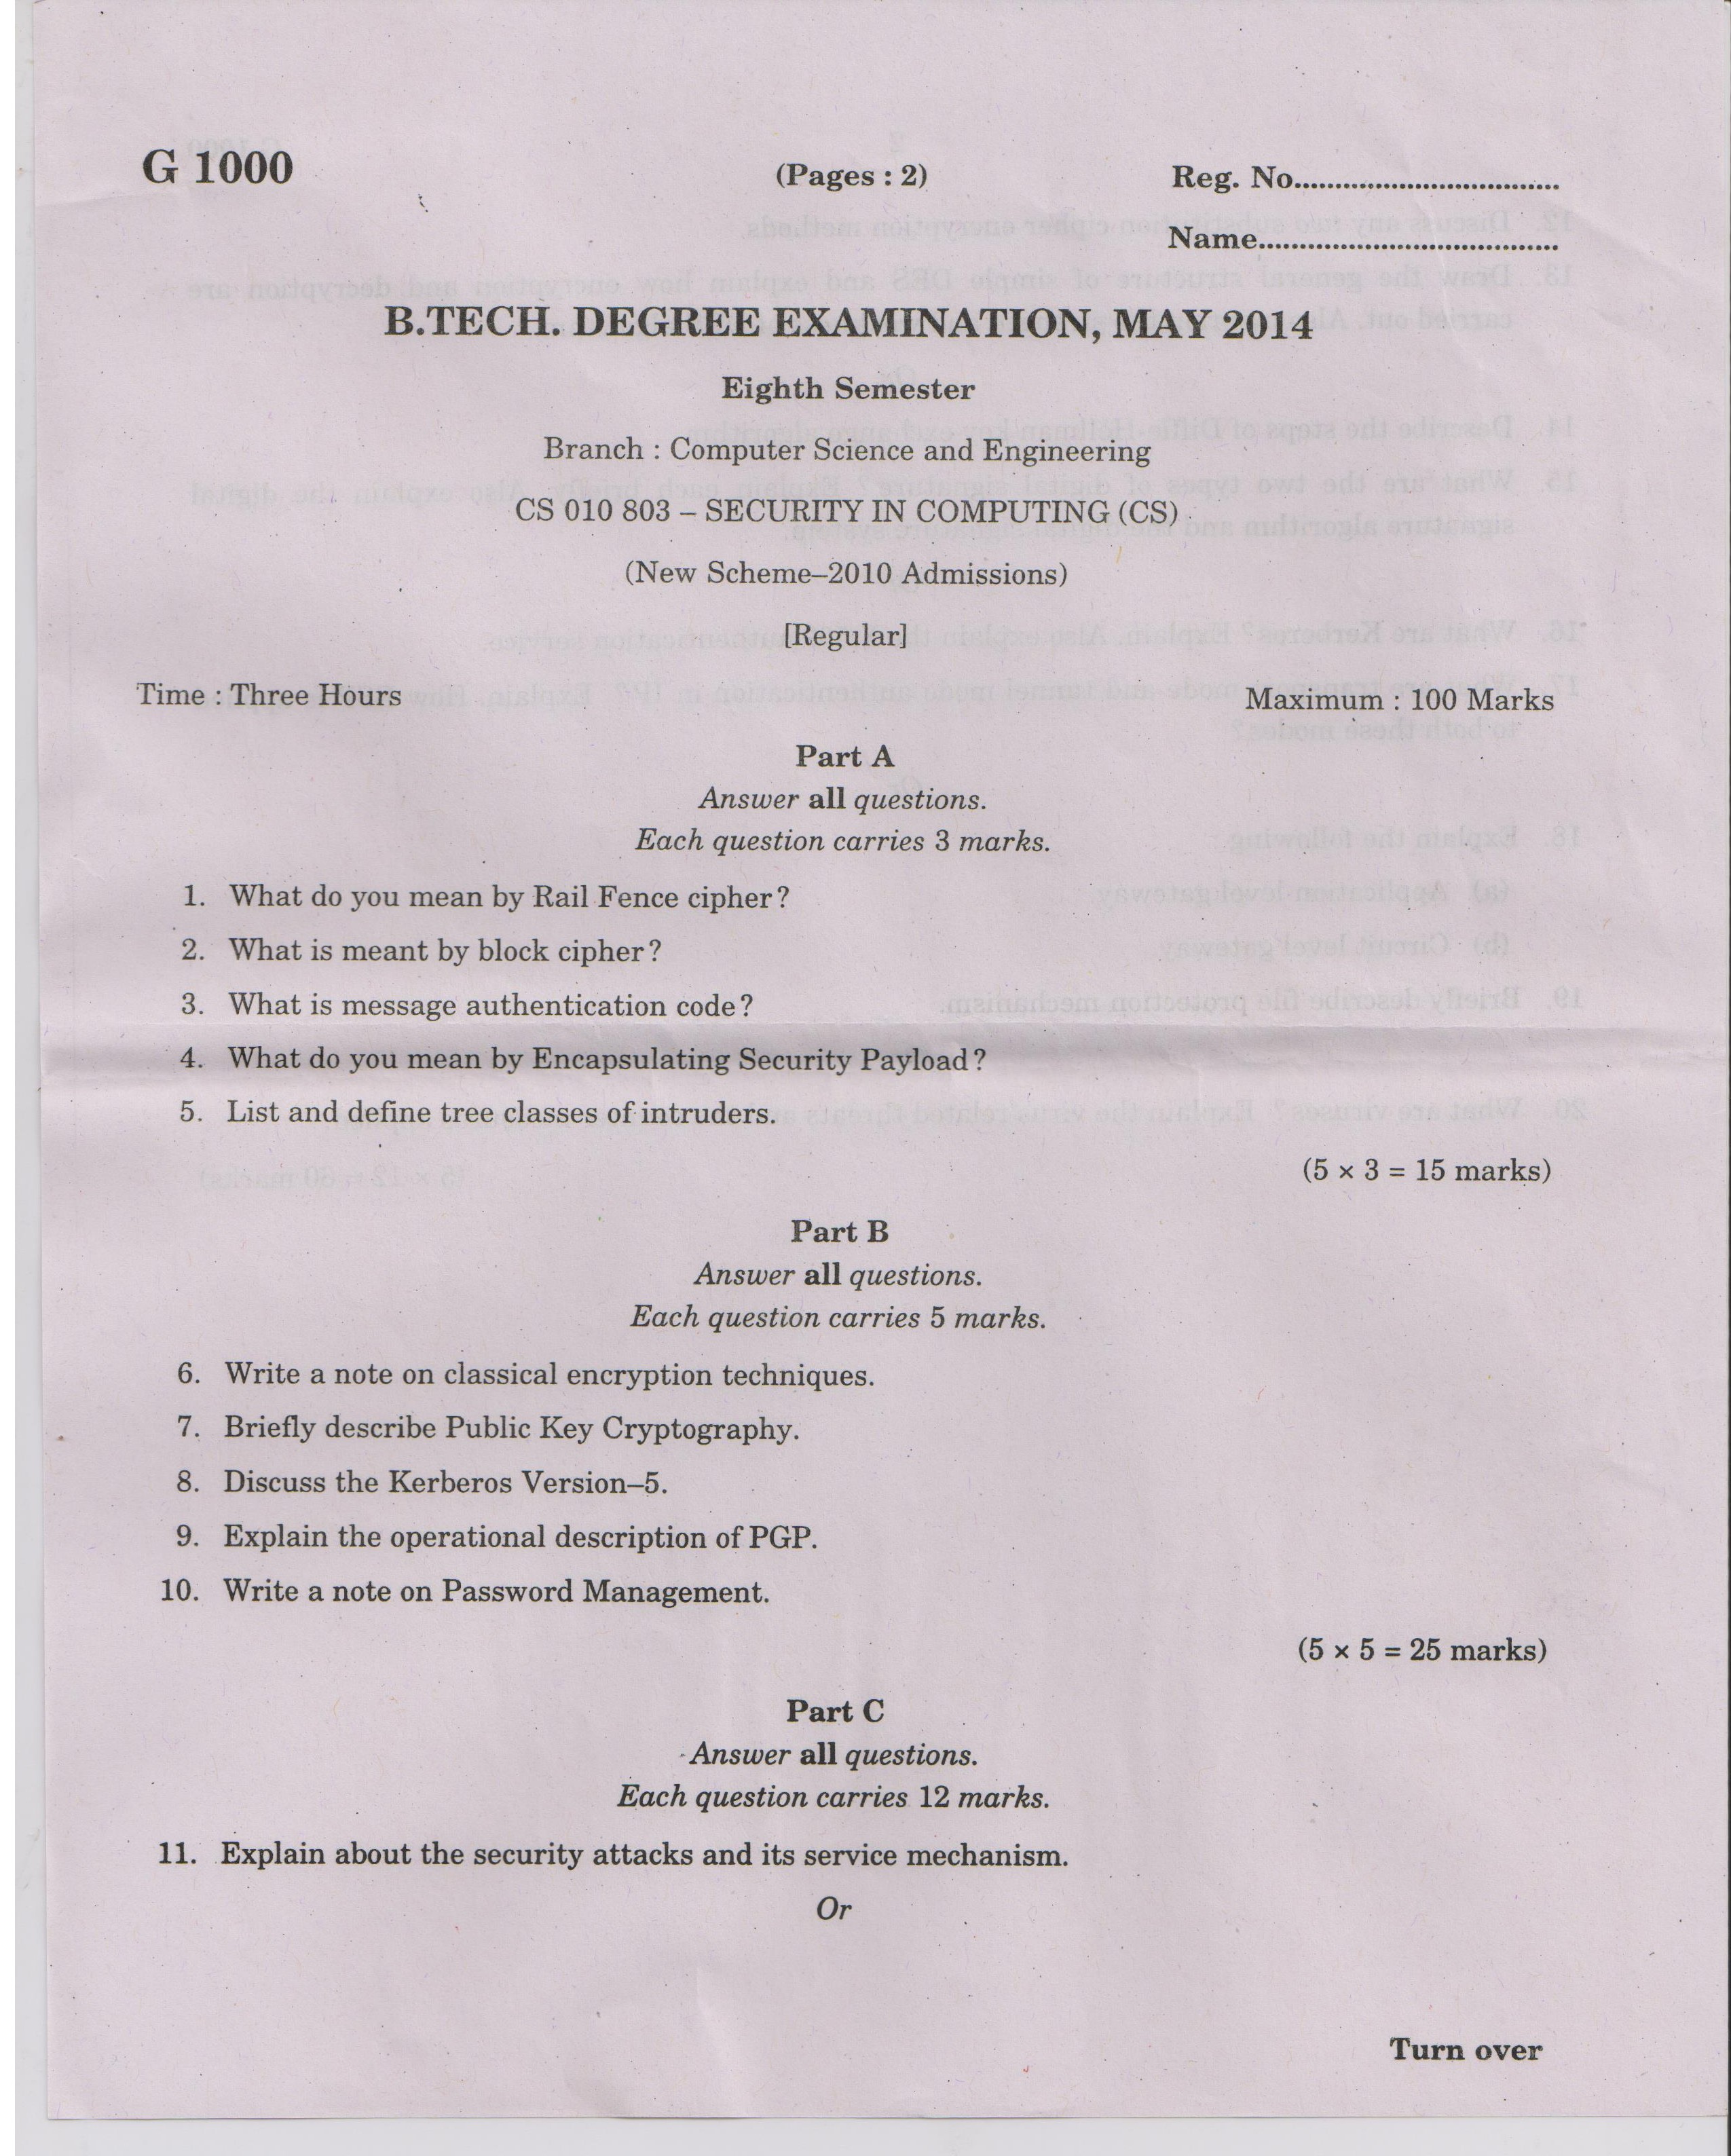 G 1000
(Pages : 2)
Reg. No.................................
Name.....................................
B.TECH. DEGREE EXAMINATION, MAY 2014
Eighth Semester
Branch : Computer Science and Engineering
CS 010 803 – SECURITY IN COMPUTING (CS)
(New Scheme–2010 Admissions)
[Regular]
Time : Three Hours
Maximum : 100 Marks
Part A
Answer all questions.
Each question carries 3 marks.
1. What do you mean by Rail Fence cipher?
2. What is meant by block cipher?
3. What is message authentication code?
4. What do you mean by Encapsulating Security Payload?
5. List and define tree classes of intruders.
(5 × 3 = 15 marks)
Part B
Answer all questions.
Each question carries 5 marks.
6. Write a note on classical encryption techniques.
7. Briefly describe Public Key Cryptography.
8. Discuss the Kerberos Version–5.
9. Explain the operational description of PGP.
10. Write a note on Password Management.
(5 × 5 = 25 marks)
Part C
Answer all questions.
Each question carries 12 marks.
11. Explain about the security attacks and its service mechanism.
Or
Turn over